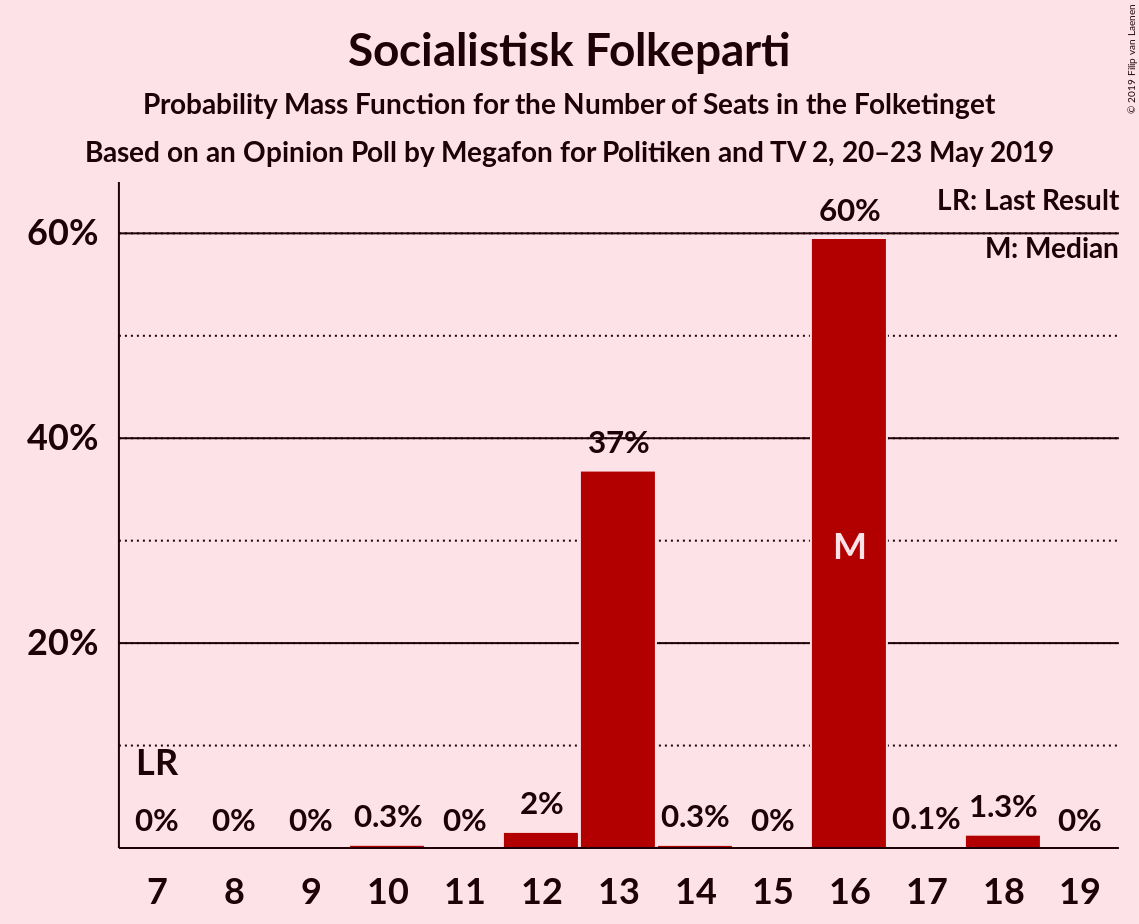 Socialistisk Folkeparti
Probability Mass Function for the Number of Seats in the Folketinget
Based on an Opinion Poll by Megafon for Politiken and TV 2, 20–23 May 2019
© 2019 Filip van Laenen
LR: Last Result
M: Median
60%
40%
20%
LR
0%
0%
0%
0.3%
0%
2%
37%
0.3%
0%
60%
M
0.1%
1.3%
0%
7 8 9 10 11 12 13 14 15 16 17 18 19